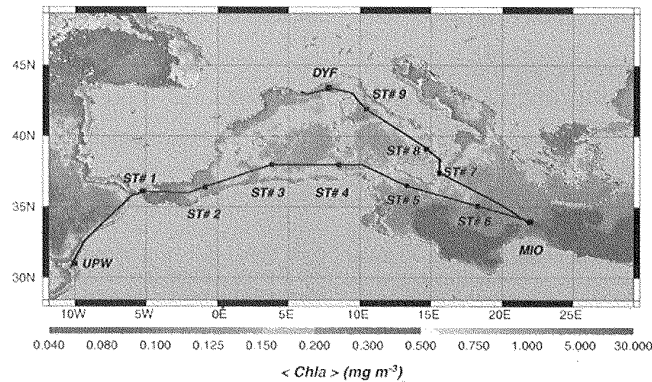 45N
40N
35N
30N
DYF
ST# 9
ST# 8
ST# 7
ST# 1
ST# 2
ST# 3
ST# 4
ST# 5
ST# 6
MIO
UPW
10W 5W 0E 5E 10E 15E 20E 25E
0.040 0.080 0.100 0.125 0.150 0.200 0.300 0.500 0.750 1.000 5.000 30.000
< Chla > (mg m⁻³)